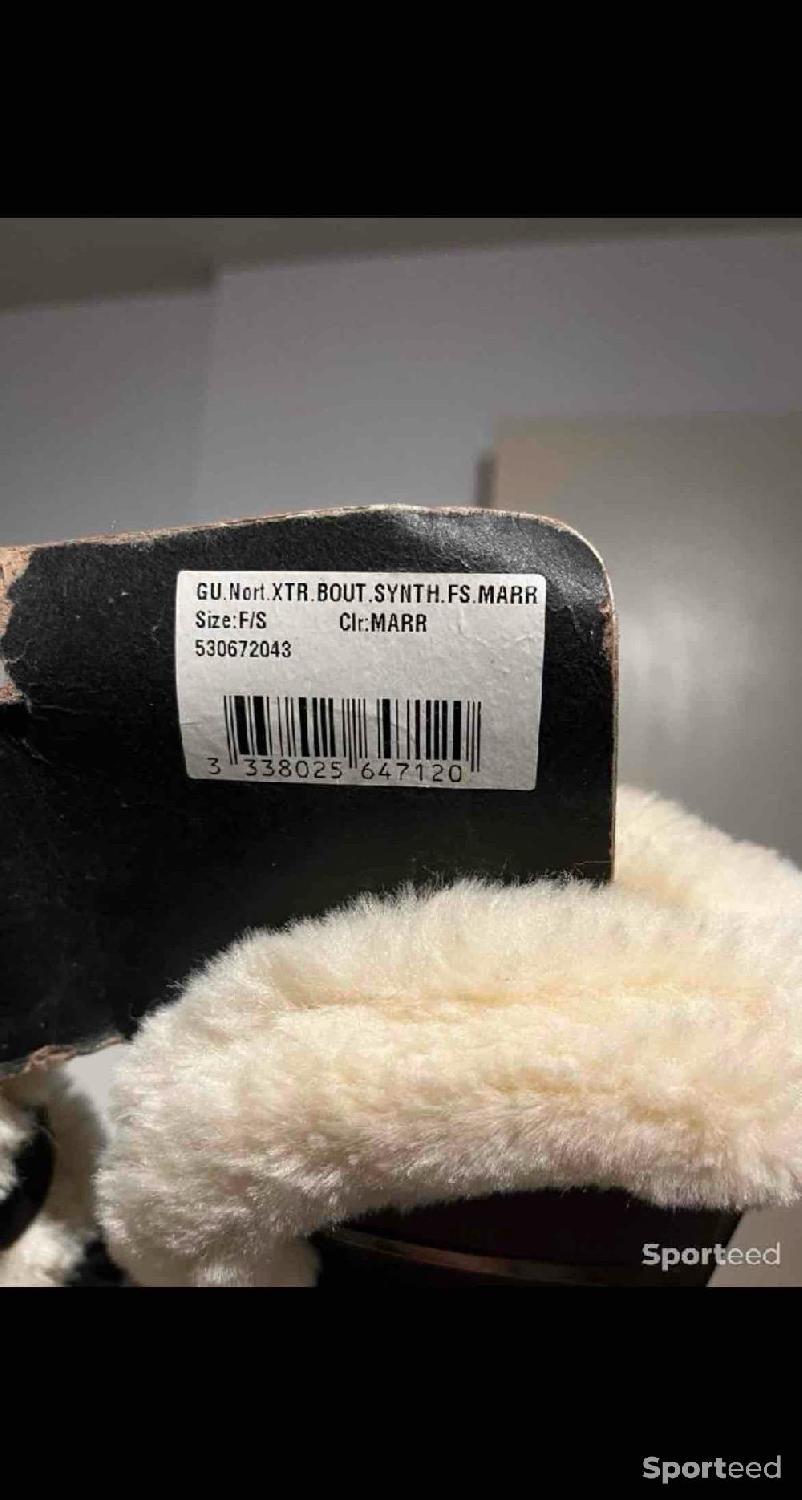 GU.Nort.XTR.BOUT.SYNTH.FS.MARR
Size:F/S Clr:MARR
530672043
3 338025 647120
Sporteed
Sporteed